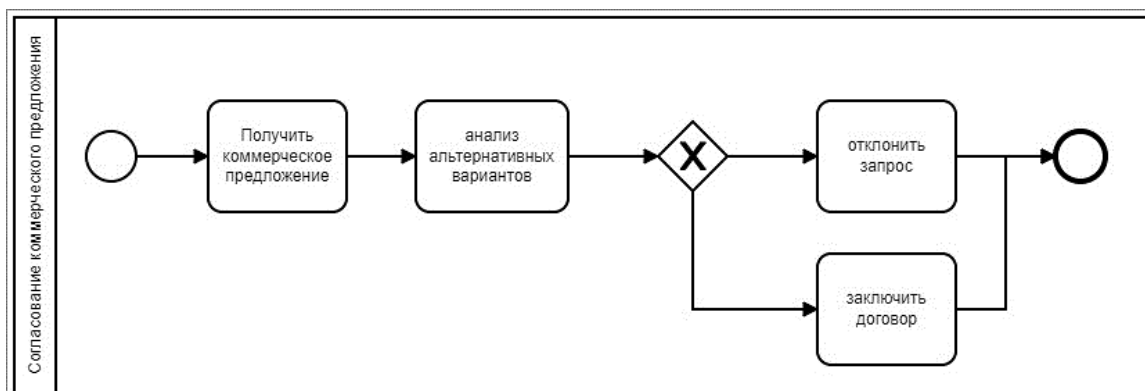 Согласование коммерческого предложения
Получить
коммерческое
предложение
анализ
альтернативных
вариантов
X
отклонить
запрос
заключить
договор